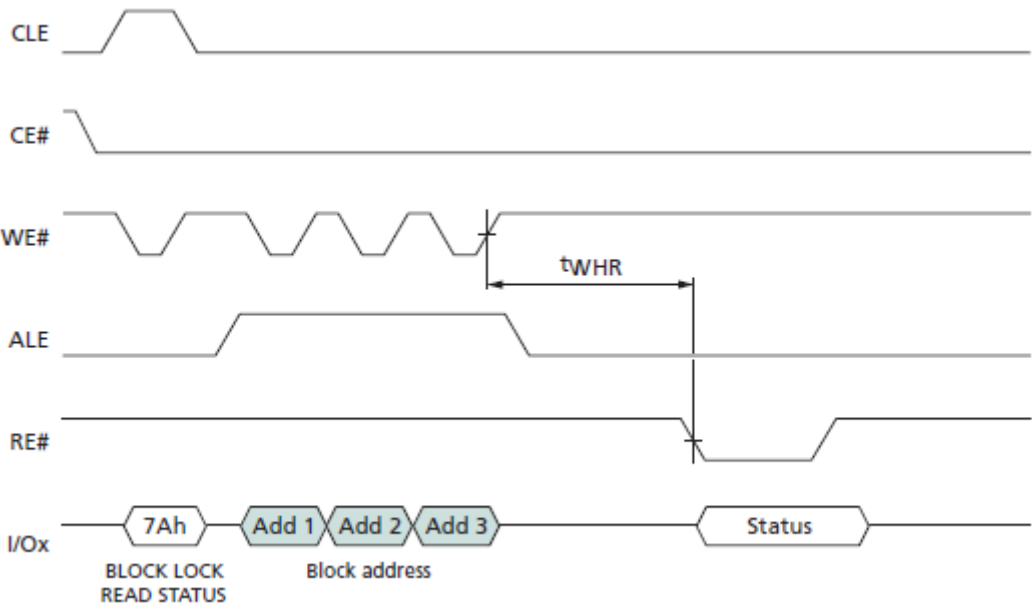 CLE
CE#
WE#
tWHR
ALE
RE#
I/Ox
7Ah
Add 1
Add 2
Add 3
Status
BLOCK LOCK
READ STATUS
Block address